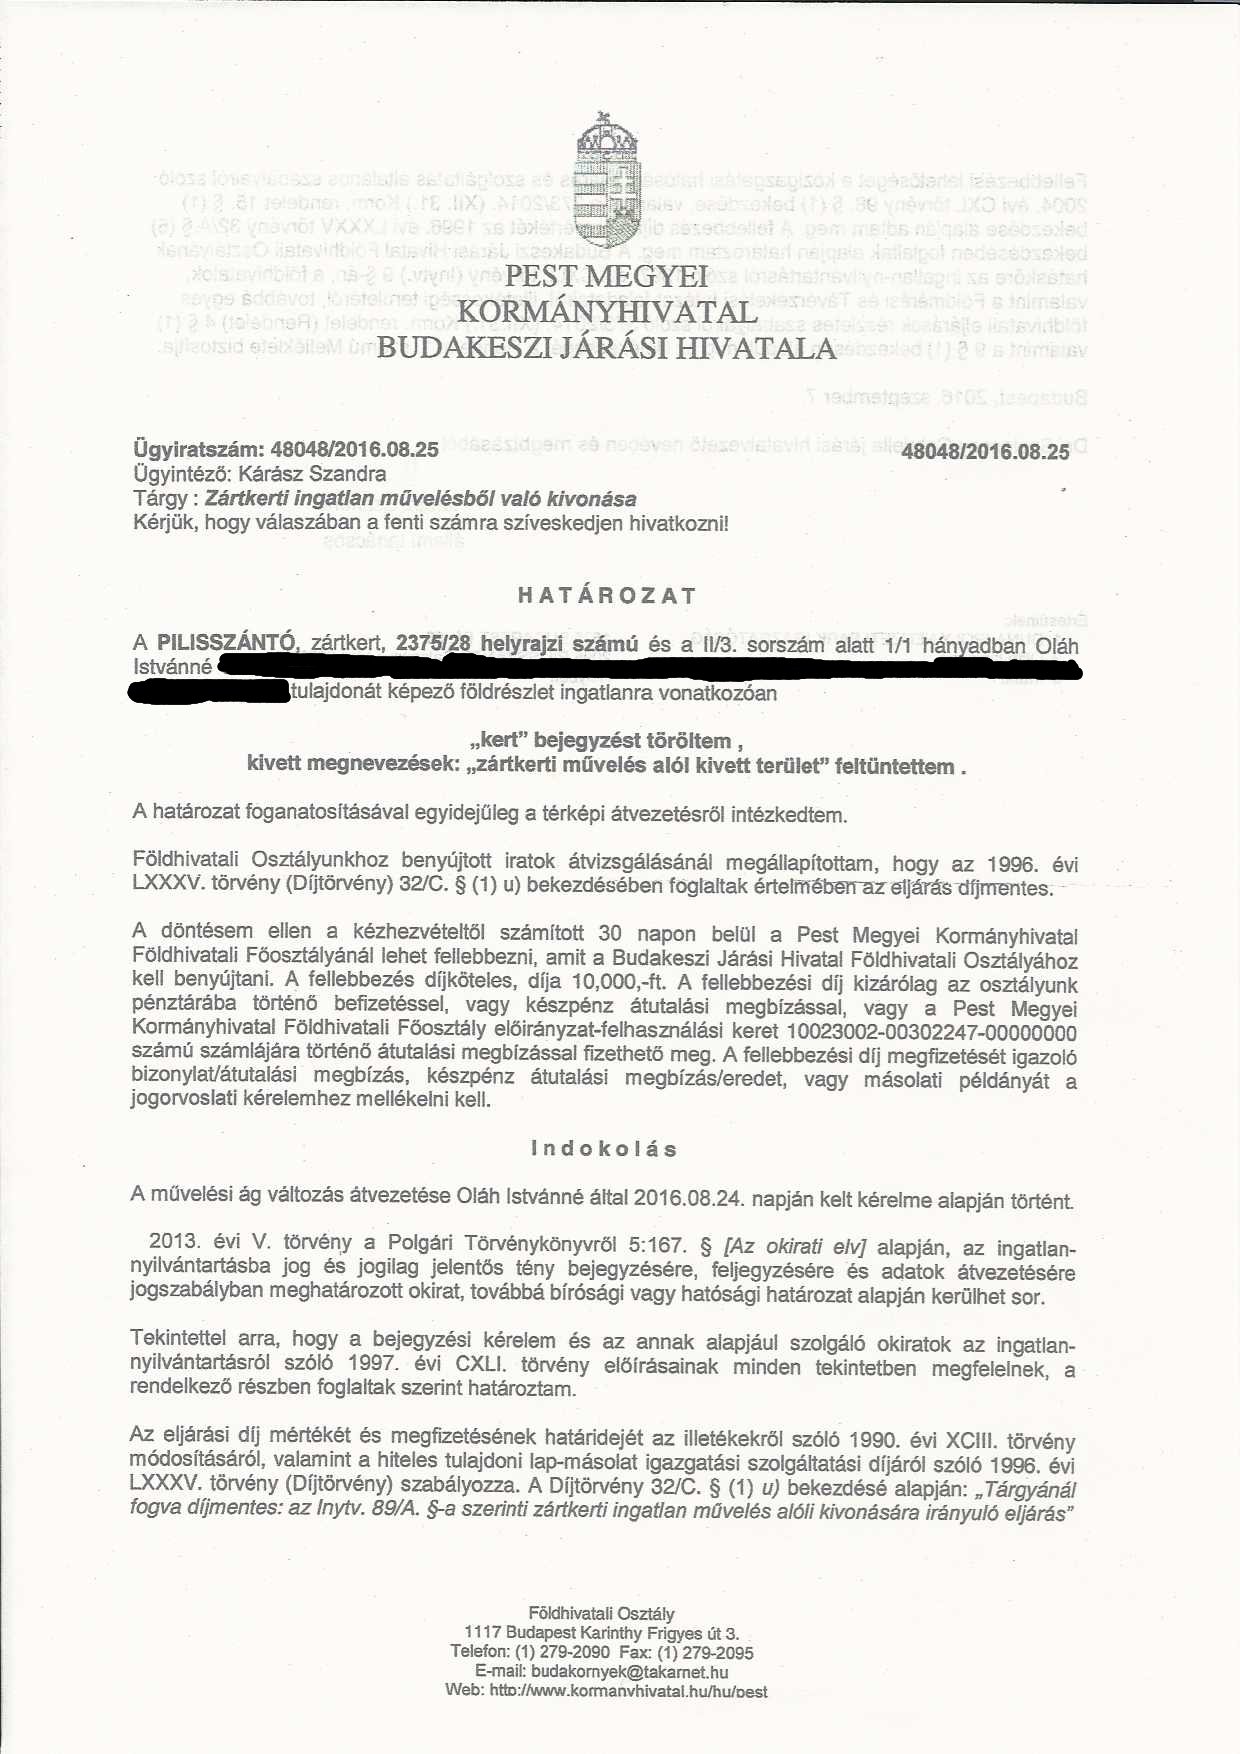 PEST MEGYEI
KORMÁNYHIVATAL
BUDAKESZI JÁRÁSI HIVATALA
Ügyiratszám: 48048/2016.08.25 48048/2016.08.25
Ügyintéző: Kárász Szandra
Tárgy : Zártkerti ingatlan művelésből való kivonása
Kérjük, hogy válaszában a fenti számra szíveskedjen hivatkozni!
HATÁROZAT
A PILISSZÁNTÓ, zártkert, 2375/28 helyrajzi számú és a II/3. sorszám alatt 1/1 hányadban Oláh
Istvánné
tulajdonát képező földrészlet ingatlanra vonatkozóan
„kert” bejegyzést töröltem ,
kivett megnevezések: „zártkerti művelés alól kivett terület” feltüntettem .
A határozat foganatosításával egyidejűleg a térképi átvezetésről intézkedtem.
Földhivatali Osztályunkhoz benyújtott iratok átvizsgálásánál megállapítottam, hogy az 1996. évi
LXXXV. törvény (Díjtörvény) 32/C. § (1) u) bekezdésében foglaltak értelmében az eljárás díjmentes.
A döntésem ellen a kézhezvételtől számított 30 napon belül a Pest Megyei Kormányhivatal
Földhivatali Főosztályánál lehet fellebbezni, amit a Budakeszi Járási Hivatal Földhivatali Osztályához
kell benyújtani. A fellebbezés díjköteles, díja 10,000,-ft. A fellebbezési díj kizárólag az osztályunk
pénztárába történő befizetéssel, vagy készpénz átutalási megbízással, vagy a Pest Megyei
Kormányhivatal Földhivatali Főosztály előirányzat-felhasználási keret 10023002-00302247-00000000
számú számlájára történő átutalási megbízással fizethető meg. A fellebbezési díj megfizetését igazoló
bizonylat/átutalási megbízás, készpénz átutalási megbízás/eredet, vagy másolati példányát a
jogorvoslati kérelemhez mellékelni kell.
Indokolás
A művelési ág változás átvezetése Oláh Istvánné által 2016.08.24. napján kelt kérelme alapján történt.
2013. évi V. törvény a Polgári Törvénykönyvről 5:167. § [Az okirati elv] alapján, az ingatlan-
nyilvántartásba jog és jogilag jelentős tény bejegyzésére, feljegyzésére és adatok átvezetésére
jogszabályban meghatározott okirat, továbbá bírósági vagy hatósági határozat alapján kerülhet sor.
Tekintettel arra, hogy a bejegyzési kérelem és az annak alapjául szolgáló okiratok az ingatlan-
nyilvántartásról szóló 1997. évi CXLI. törvény előírásainak minden tekintetben megfelelnek, a
rendelkező részben foglaltak szerint határoztam.
Az eljárási díj mértékét és megfizetésének határidejét az illetékekről szóló 1990. évi XCIII. törvény
módosításáról, valamint a hiteles tulajdoni lap-másolat igazgatási szolgáltatási díjáról szóló 1996. évi
LXXXV. törvény (Díjtörvény) szabályozza. A Díjtörvény 32/C. § (1) u) bekezdésé alapján: „Tárgyánál
fogva díjmentes: az Inytv. 89/A. §-a szerinti zártkerti ingatlan művelés alóli kivonására irányuló eljárás”
Földhivatali Osztály
1117 Budapest Karinthy Frigyes út 3.
Telefon: (1) 279-2090 Fax: (1) 279-2095
E-mail: budakornyek@takarnet.hu
Web: http://www.kormanyhivatal.hu/hu/pest